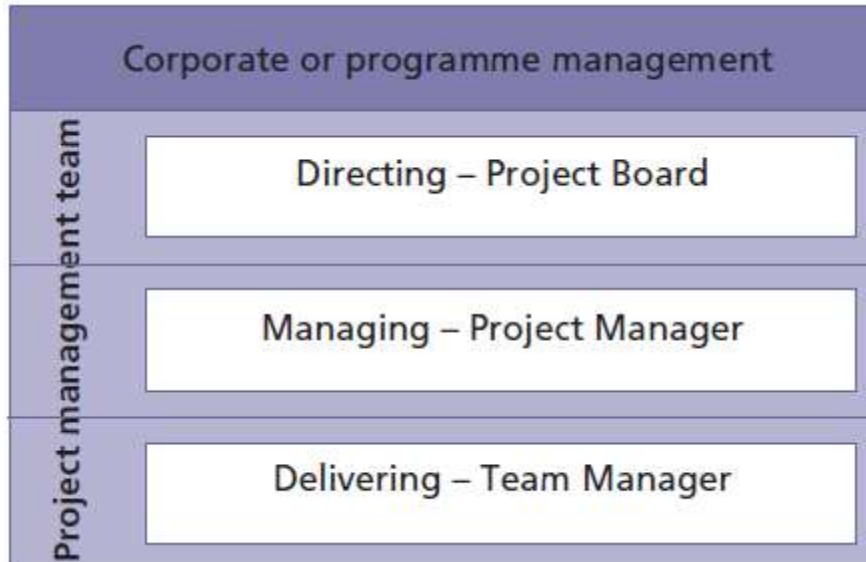 Corporate or programme management
Project management team
Directing – Project Board
Managing – Project Manager
Delivering – Team Manager